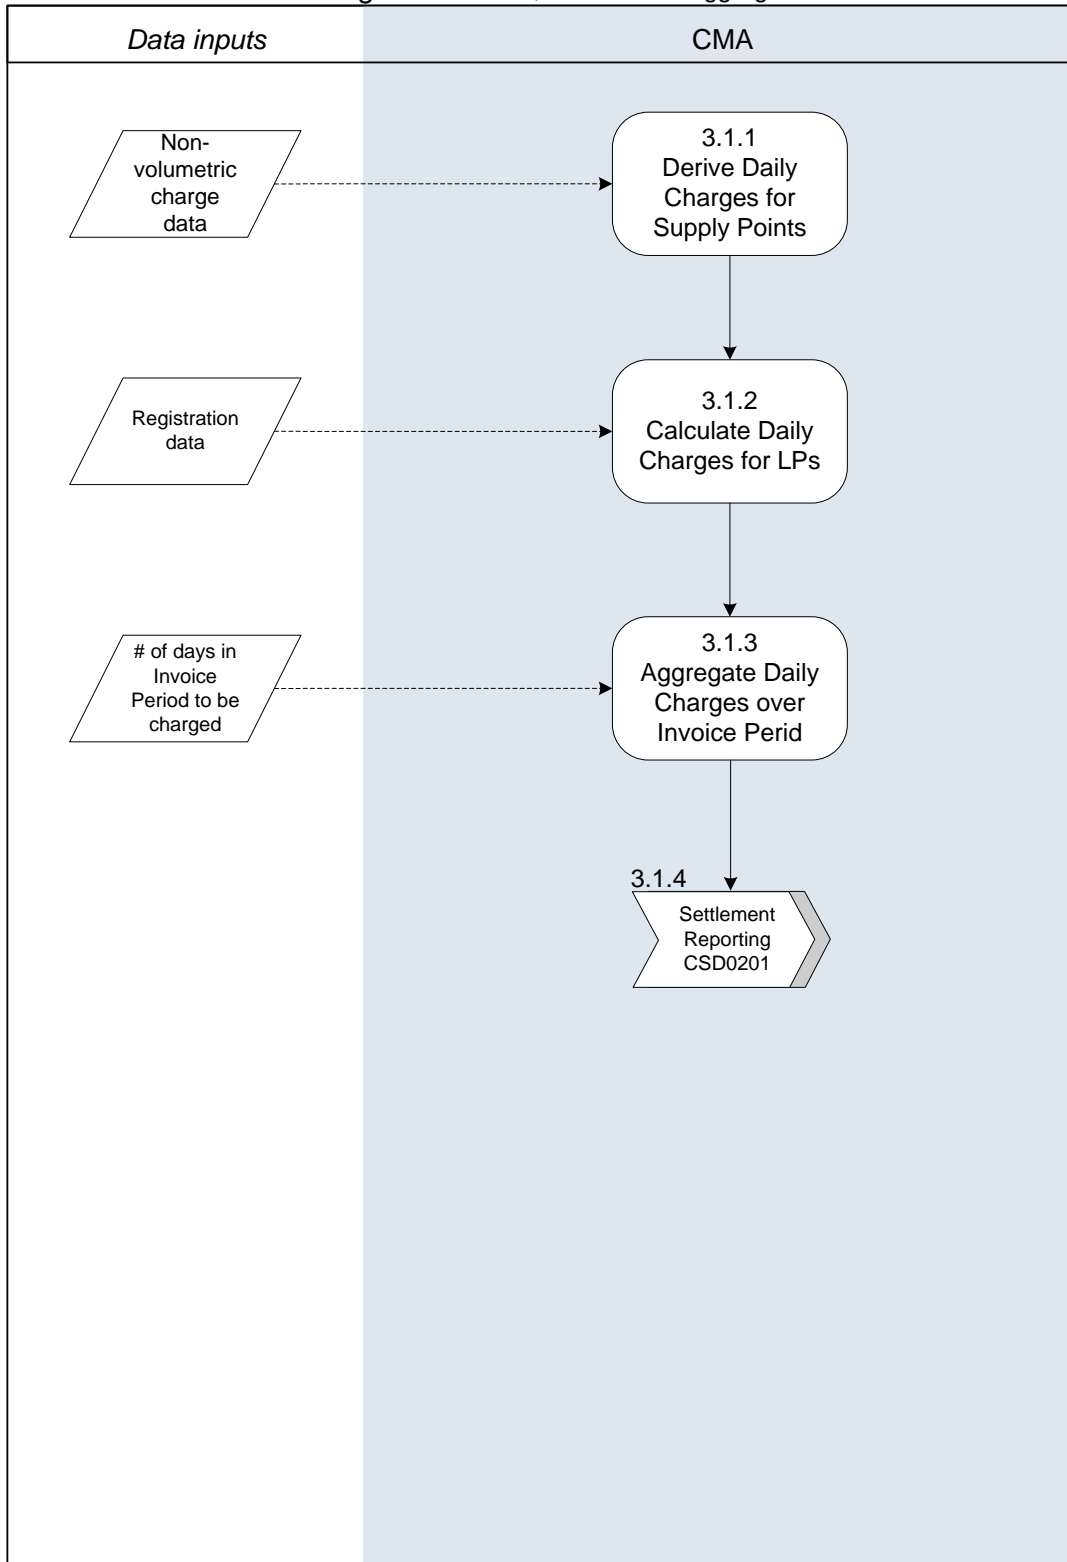 Data inputs
CMA
Non-
volumetric
charge
data
3.1.1
Derive Daily
Charges for
Supply Points
Registration
data
3.1.2
Calculate Daily
Charges for LPs
# of days in
Invoice
Period to be
charged
3.1.3
Aggregate Daily
Charges over
Invoice Perid
3.1.4
Settlement
Reporting
CSD0201